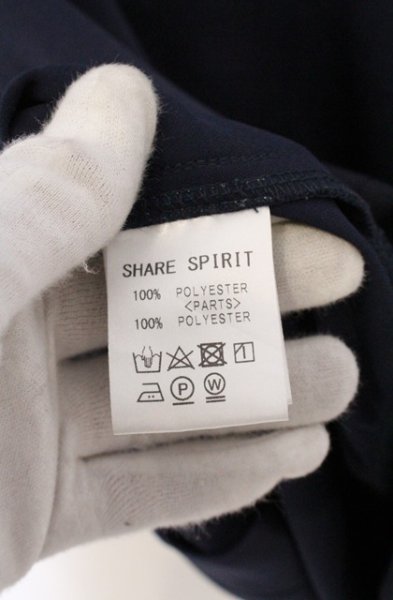 SHARE SPIRIT
100% POLYESTER
<PARTS>
100% POLYESTER
P W